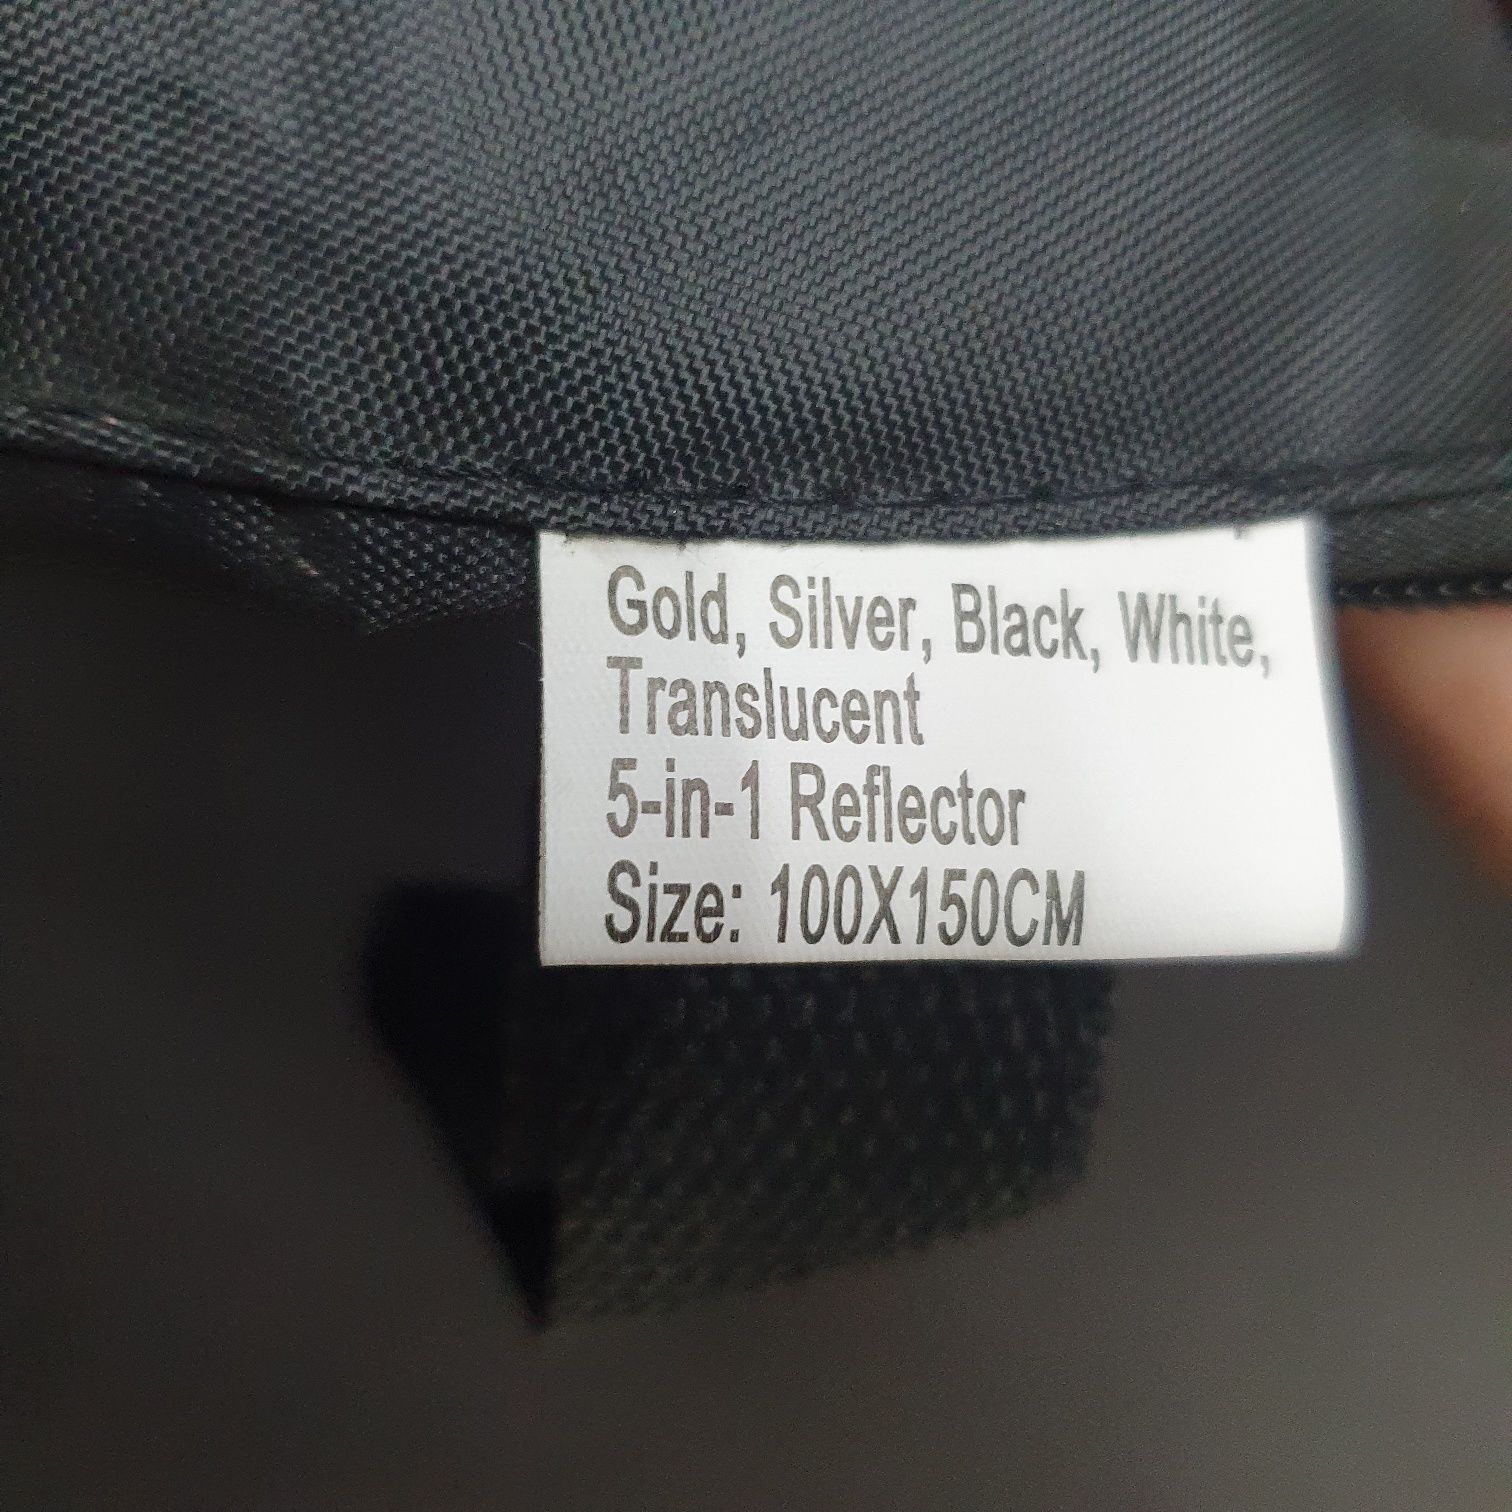 Gold, Silver, Black, White,
Translucent
5-in-1 Reflector
Size: 100X150CM